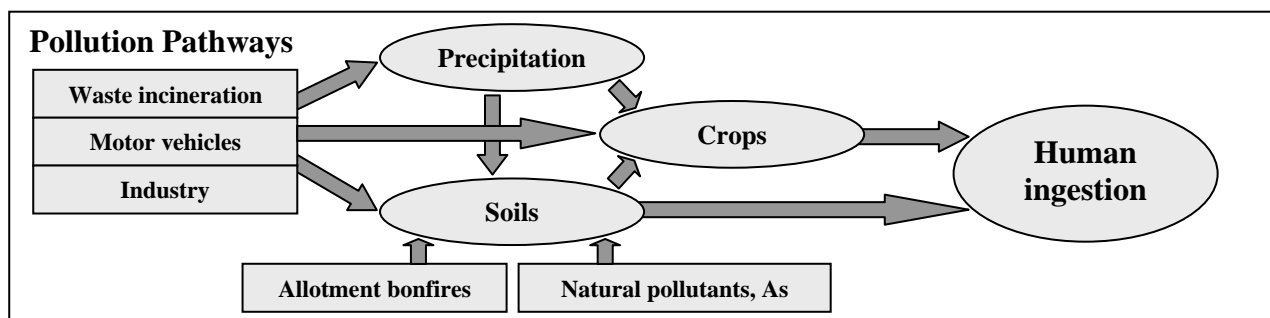 Pollution Pathways
Precipitation
Waste incineration
Motor vehicles
Crops
Human
ingestion
Industry
Soils
Allotment bonfires
Natural pollutants, As